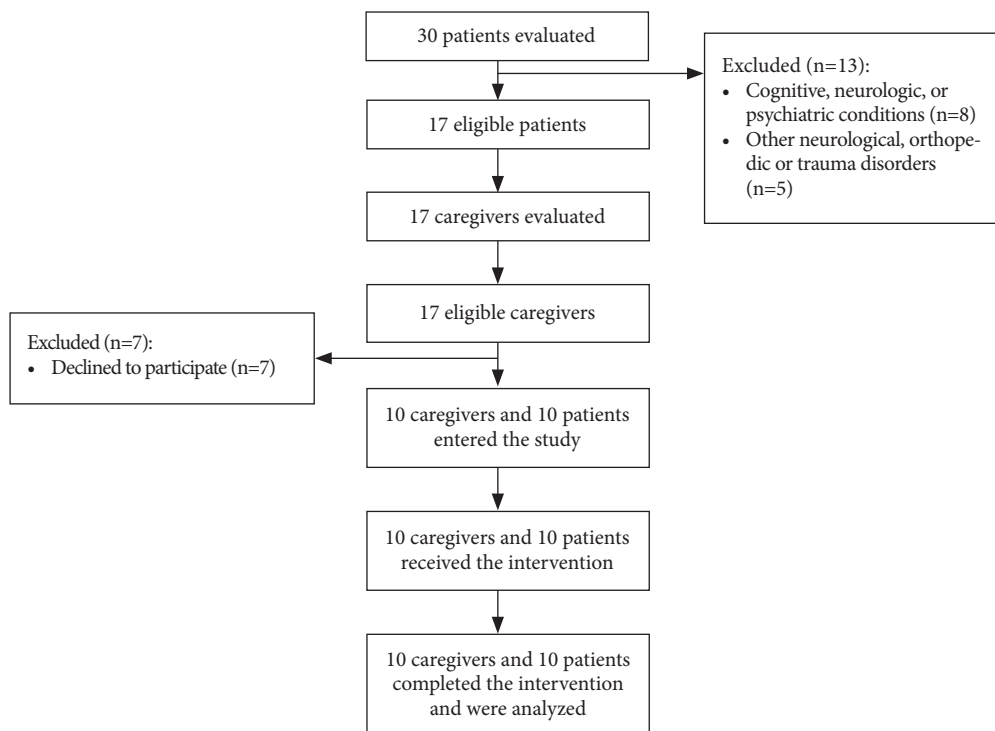 30 patients evaluated
Excluded (n=13):
• Cognitive, neurologic, or
psychiatric conditions (n=8)
• Other neurological, orthope-
dic or trauma disorders
(n=5)
17 eligible patients
17 caregivers evaluated
17 eligible caregivers
Excluded (n=7):
• Declined to participate (n=7)
10 caregivers and 10 patients
entered the study
10 caregivers and 10 patients
received the intervention
10 caregivers and 10 patients
completed the intervention
and were analyzed